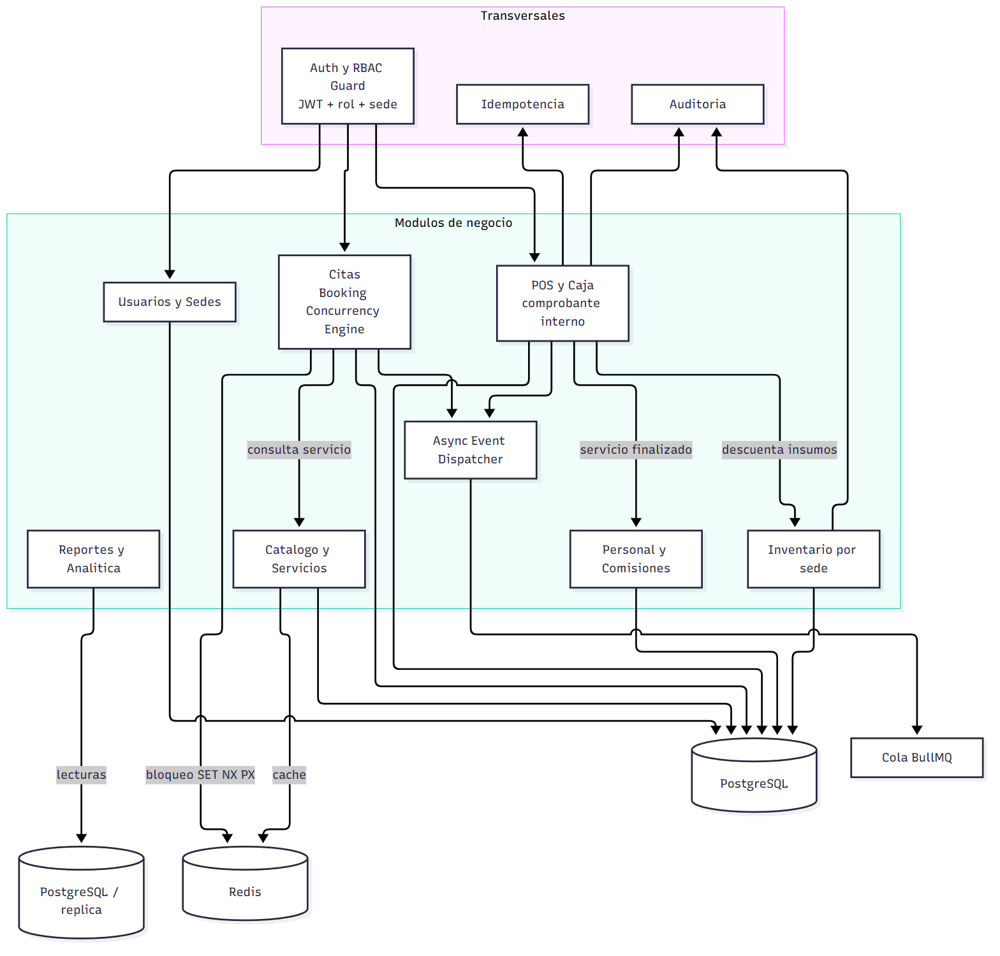 Transversales
Auth y RBAC
Guard
JWT + rol + sede
Idempotencia
Auditoria
Modulos de negocio
Usuarios y Sedes
Citas
Booking
Concurrency
Engine
POS y Caja
comprobante
interno
consulta servicio
Async Event
Dispatcher
servicio finalizado
descuenta insumos
Reportes y
Analitica
Catalogo y
Servicios
Personal y
Comisiones
Inventario por
sede
lecturas
bloqueo SET NX PX
cache
PostgreSQL
Cola BullMQ
PostgreSQL /
replica
Redis